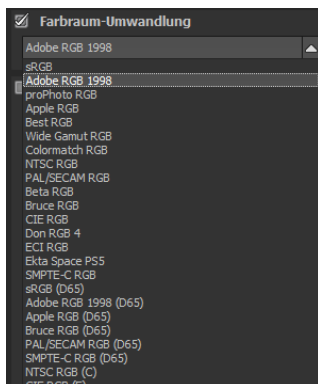 Farbraum-Umwandlung
Adobe RGB 1998
sRGB
Adobe RGB 1998
proPhoto RGB
Apple RGB
Best RGB
Wide Gamut RGB
Colormatch RGB
NTSC RGB
PAL/SECAM RGB
Beta RGB
Bruce RGB
CIE RGB
Don RGB 4
ECI RGB
Ekta Space PS5
SMPTE-C RGB
sRGB (D65)
Adobe RGB 1998 (D65)
Apple RGB (D65)
Bruce RGB (D65)
PAL/SECAM RGB (D65)
SMPTE-C RGB (D65)
NTSC RGB (C)
CIE RGB (E)